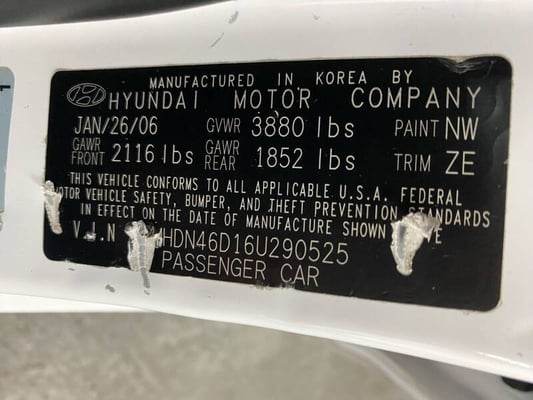 MANUFACTURED IN KOREA BY
HYUNDAI MOTOR COMPANY
JAN/26/06 GVWR 3880 lbs PAINT NW
GAWR FRONT 2116 lbs GAWR REAR 1852 lbs TRIM ZE
THIS VEHICLE CONFORMS TO ALL APPLICABLE U.S.A. FEDERAL
MOTOR VEHICLE SAFETY, BUMPER, AND THEFT PREVENTION STANDARDS
IN EFFECT ON THE DATE OF MANUFACTURE SHOWN
V.I.N HDN46D16U290525
PASSENGER CAR